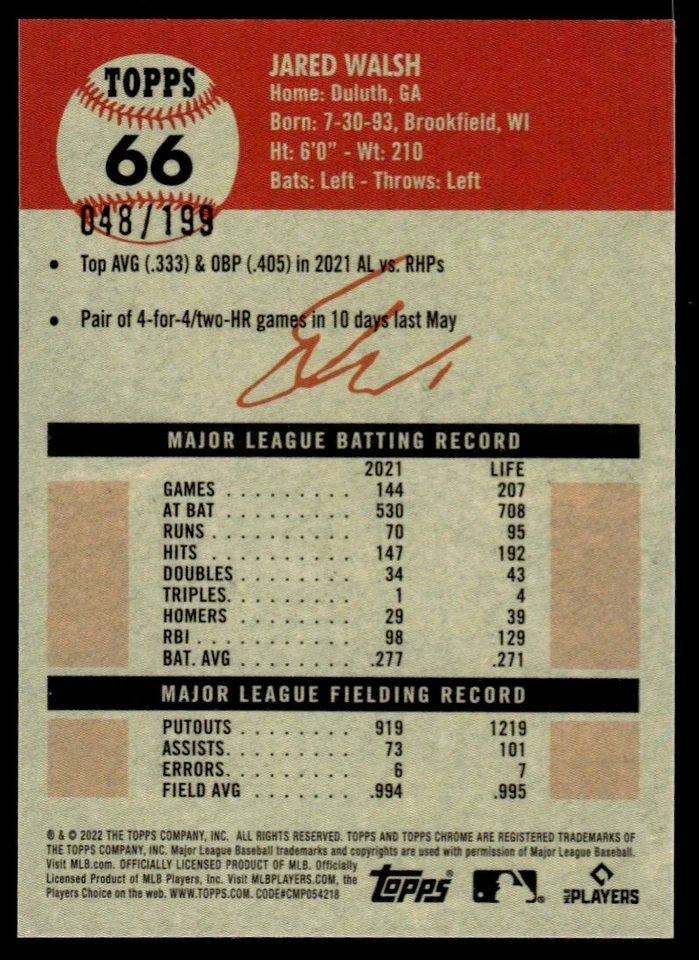 TOPPS
66
048/199
JARED WALSH
Home: Duluth, GA
Born: 7-30-93, Brookfield, WI
Ht: 6'0" - Wt: 210
Bats: Left - Throws: Left
• Top AVG (.333) & OBP (.405) in 2021 AL vs. RHPs
• Pair of 4-for-4/two-HR games in 10 days last May
MAJOR LEAGUE BATTING RECORD
2021 LIFE
GAMES . . . . . . . . . 144 207
AT BAT . . . . . . . . . 530 708
RUNS . . . . . . . . . . 70 95
HITS . . . . . . . . . . 147 192
DOUBLES . . . . . . . . 34 43
TRIPLES. . . . . . . . . 1 4
HOMERS . . . . . . . . 29 39
RBI . . . . . . . . . . . 98 129
BAT. AVG . . . . . . . . .277 .271
MAJOR LEAGUE FIELDING RECORD
PUTOUTS . . . . . . . . 919 1219
ASSISTS. . . . . . . . . 73 101
ERRORS. . . . . . . . . 6 7
FIELD AVG . . . . . . . .994 .995
® & © 2022 THE TOPPS COMPANY, INC. ALL RIGHTS RESERVED. TOPPS AND TOPPS CHROME ARE REGISTERED TRADEMARKS OF
THE TOPPS COMPANY, INC. Major League Baseball trademarks and copyrights are used with permission of Major League Baseball.
Visit MLB.com. OFFICIALLY LICENSED PRODUCT OF MLB. Officially
Licensed Product of MLB Players, Inc. Visit MLBPLAYERS.COM, the
Players Choice on the web. WWW.TOPPS.COM. CODE#CMP054218
Topps
MLB PLAYERS